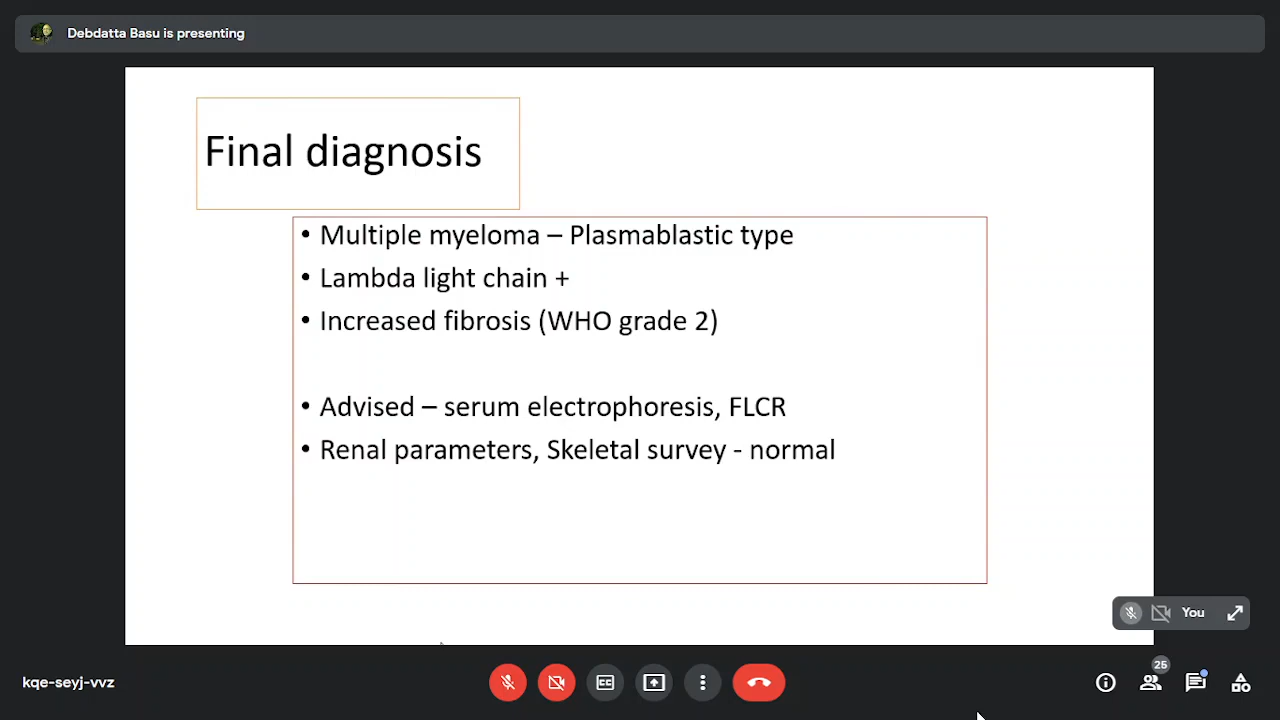 Debdatta Basu is presenting
Final diagnosis
• Multiple myeloma – Plasmablastic type
• Lambda light chain +
• Increased fibrosis (WHO grade 2)
• Advised – serum electrophoresis, FLCR
• Renal parameters, Skeletal survey - normal
You
kqe-seyj-vvz
CC
25